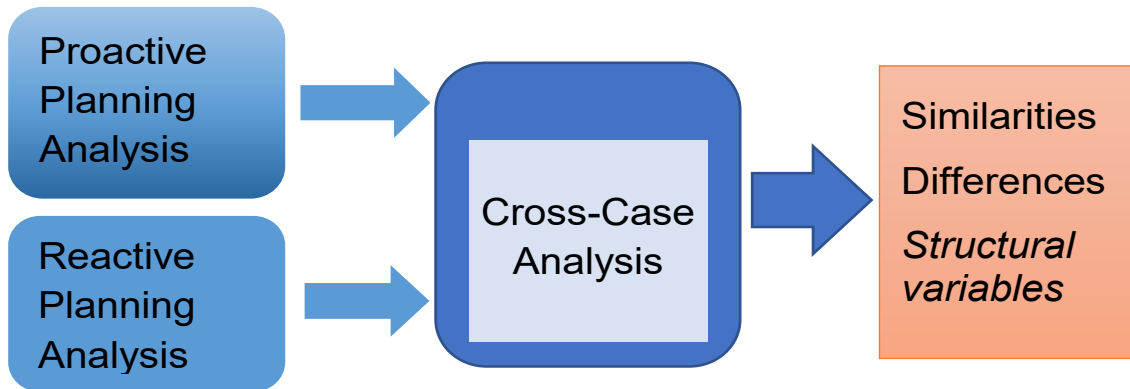 Proactive
Planning
Analysis
Reactive
Planning
Analysis
Cross-Case
Analysis
Similarities
Differences
Structural
variables